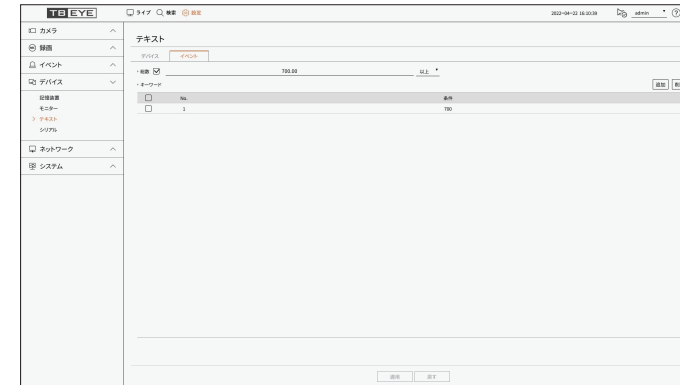 TB EYE
ライブ 検索 設定
2022-04-22 16:10:39 admin ?
カメラ
録画
イベント
デバイス
記憶装置
モニター
テキスト
シリアル
ネットワーク
システム
テキスト
デバイス イベント
・総数 700.00 以上
・キーワード 追加 削
No. 条件
1 700
適用 戻す